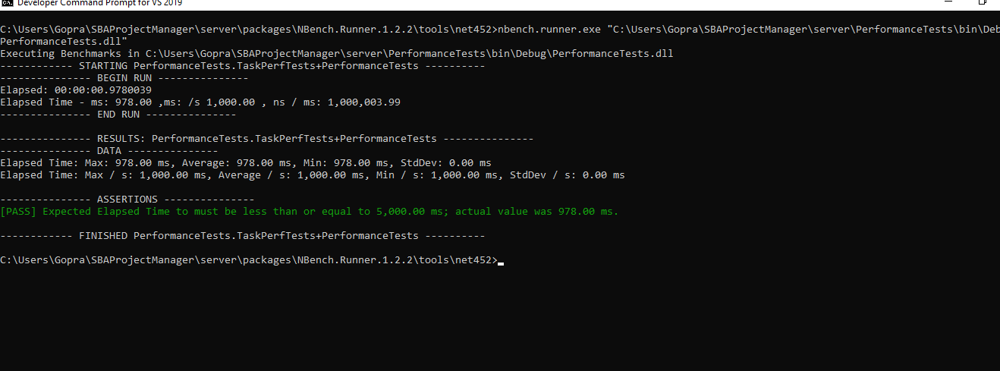 Developer Command Prompt for VS 2019
C:\Users\Gopra\SBAProjectManager\server\packages\NBench.Runner.1.2.2\tools\net452>nbench.runner.exe "C:\Users\Gopra\SBAProjectManager\server\PerformanceTests\bin\Deb
PerformanceTests.dll"
Executing Benchmarks in C:\Users\Gopra\SBAProjectManager\server\PerformanceTests\bin\Debug\PerformanceTests.dll
------------ STARTING PerformanceTests.TaskPerfTests+PerformanceTests ----------
--------------- BEGIN RUN ---------------
Elapsed: 00:00:00.9780039
Elapsed Time - ms: 978.00 ,ms: /s 1,000.00 , ns / ms: 1,000,003.99
--------------- END RUN ---------------
--------------- RESULTS: PerformanceTests.TaskPerfTests+PerformanceTests ---------------
--------------- DATA ---------------
Elapsed Time: Max: 978.00 ms, Average: 978.00 ms, Min: 978.00 ms, StdDev: 0.00 ms
Elapsed Time: Max / s: 1,000.00 ms, Average / s: 1,000.00 ms, Min / s: 1,000.00 ms, StdDev / s: 0.00 ms
--------------- ASSERTIONS ---------------
[PASS] Expected Elapsed Time to must be less than or equal to 5,000.00 ms; actual value was 978.00 ms.
------------ FINISHED PerformanceTests.TaskPerfTests+PerformanceTests ----------
C:\Users\Gopra\SBAProjectManager\server\packages\NBench.Runner.1.2.2\tools\net452>